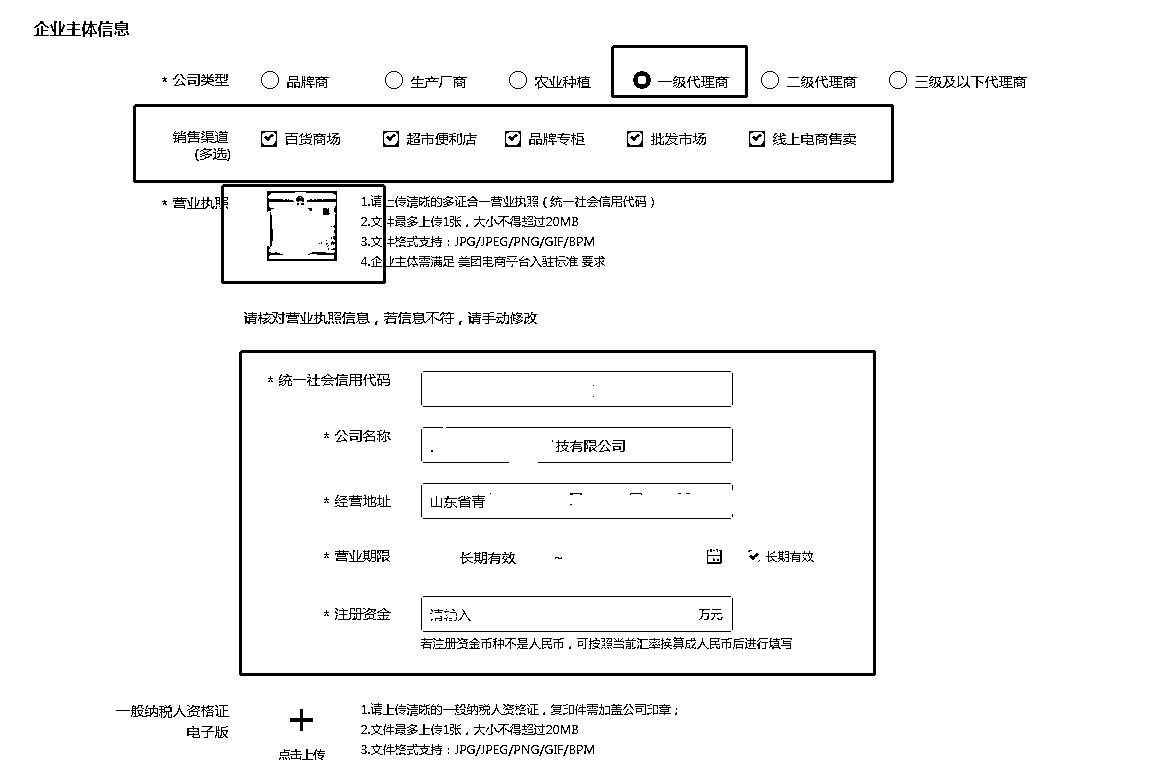 企业主体信息
* 公司类型 品牌商 生产厂商 农业种植 一级代理商 二级代理商 三级及以下代理商
销售渠道 百货商场 超市便利店 品牌专柜 批发市场 线上电商售卖
(多选)
* 营业执照
1.请上传清晰的多证合一营业执照（统一社会信用代码）
2.文件最多上传1张，大小不得超过20MB
3.文件格式支持：JPG/JPEG/PNG/GIF/BPM
4.企业主体需满足 美团电商平台入驻标准 要求
请核对营业执照信息，若信息不符，请手动修改
* 统一社会信用代码
* 公司名称 技有限公司
* 经营地址 山东省青
* 营业期限 长期有效 ~ 长期有效
* 注册资金 请输入 万元
若注册资金币种不是人民币，可按照当前汇率换算成人民币后进行填写
一般纳税人资格证
电子版
点击上传
1.请上传清晰的一般纳税人资格证，复印件需加盖公司印章；
2.文件最多上传1张，大小不得超过20MB
3.文件格式支持：JPG/JPEG/PNG/GIF/BPM